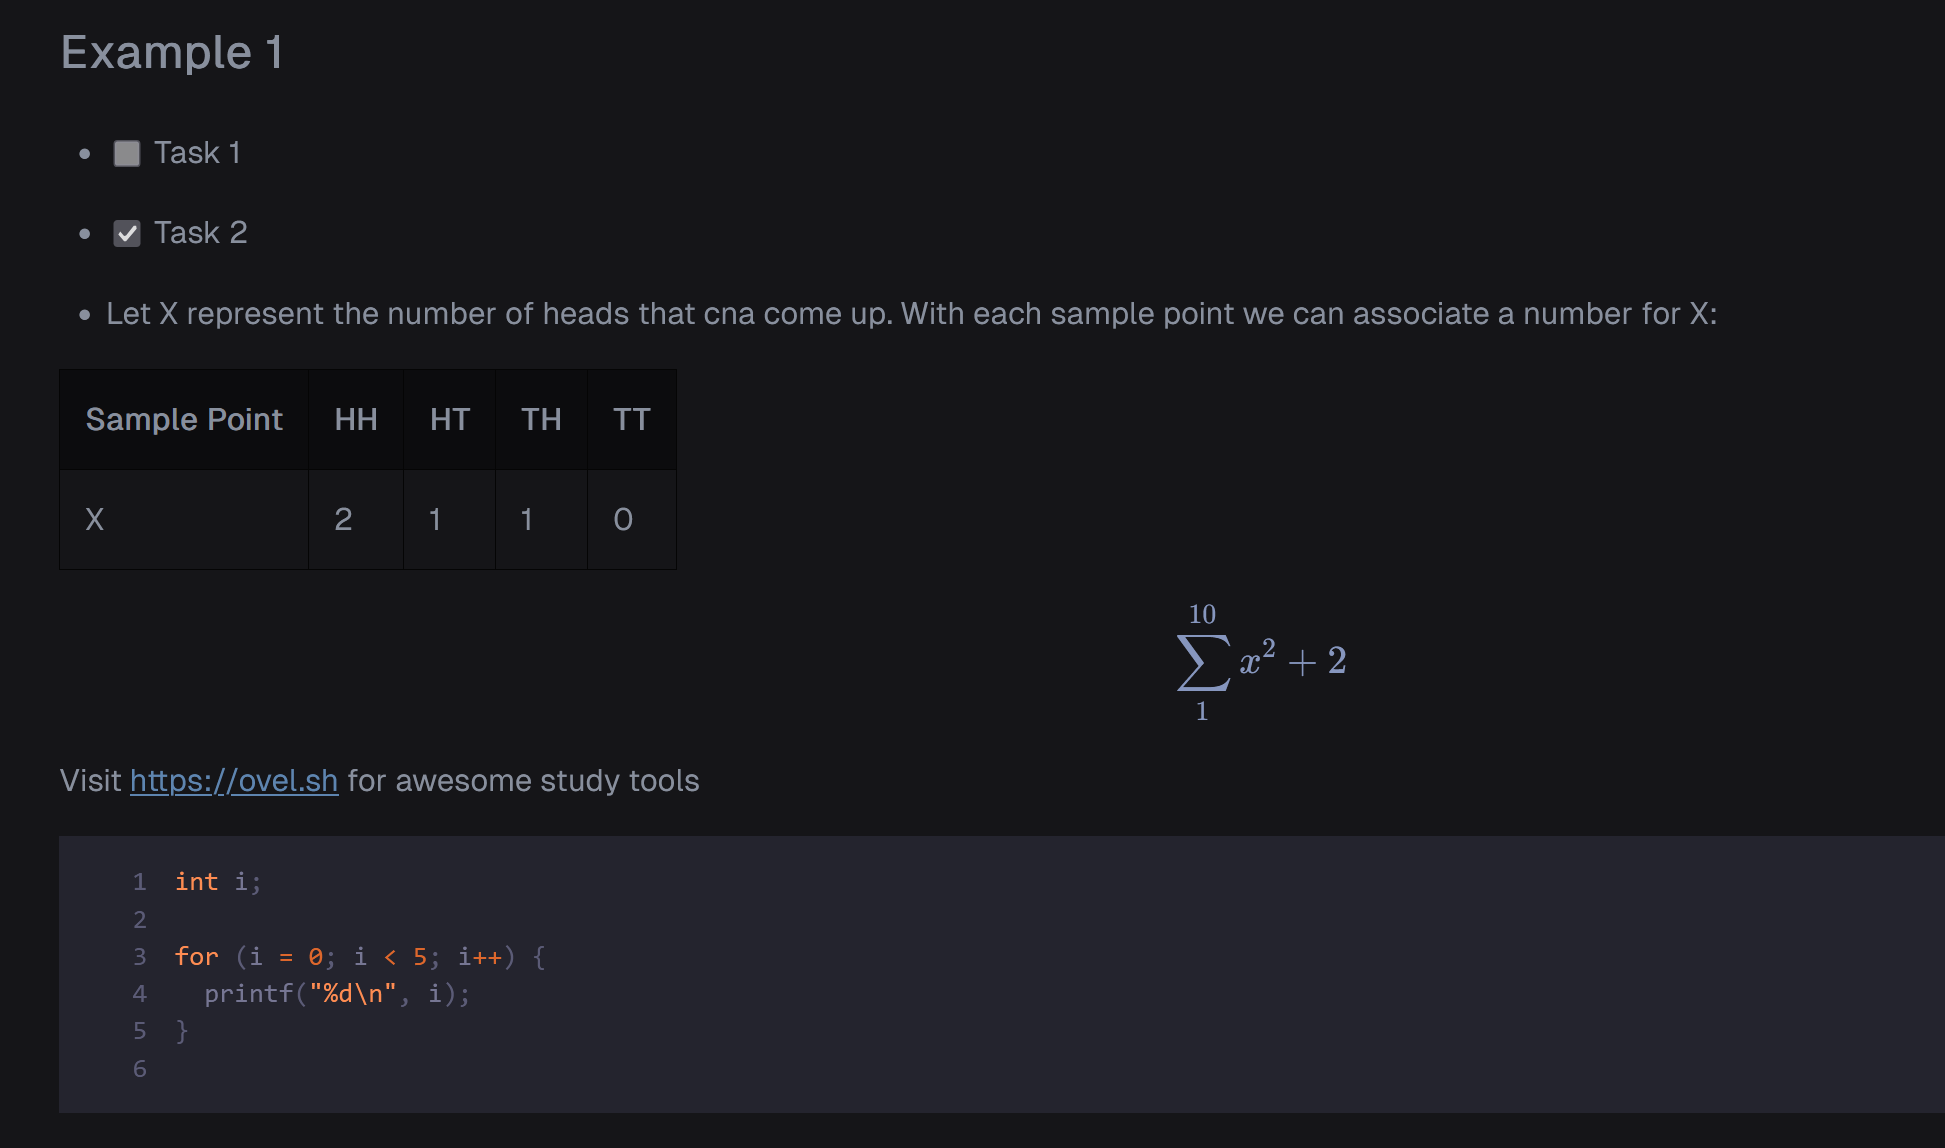 Example 1
Task 1
Task 2
Let X represent the number of heads that cna come up. With each sample point we can associate a number for X:
Sample Point HH HT TH TT
X 2 1 1 0
10
∑ x² + 2
1
Visit https://ovel.sh for awesome study tools
1 int i;
2
3 for (i = 0; i < 5; i++) {
4   printf("%d\n", i);
5 }
6